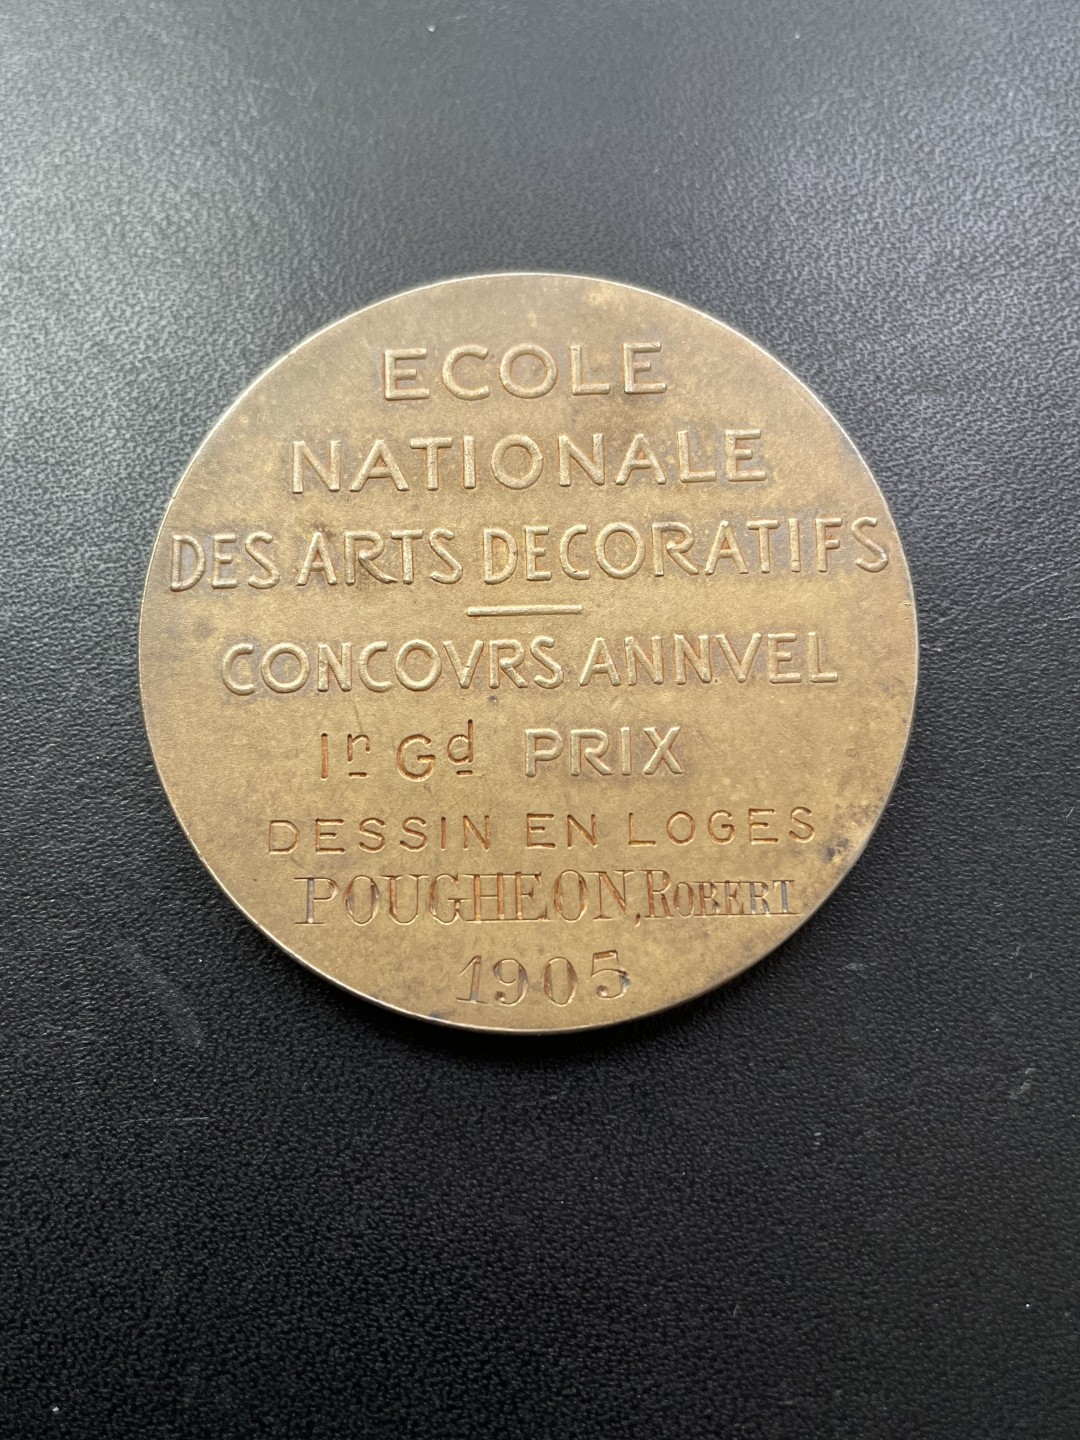 ECOLE
NATIONALE
DES ARTS DECORATIFS
CONCOVRS ANNVEL
1r Gd PRIX
DESSIN EN LOGES
POUGHEON, ROBERT
1905